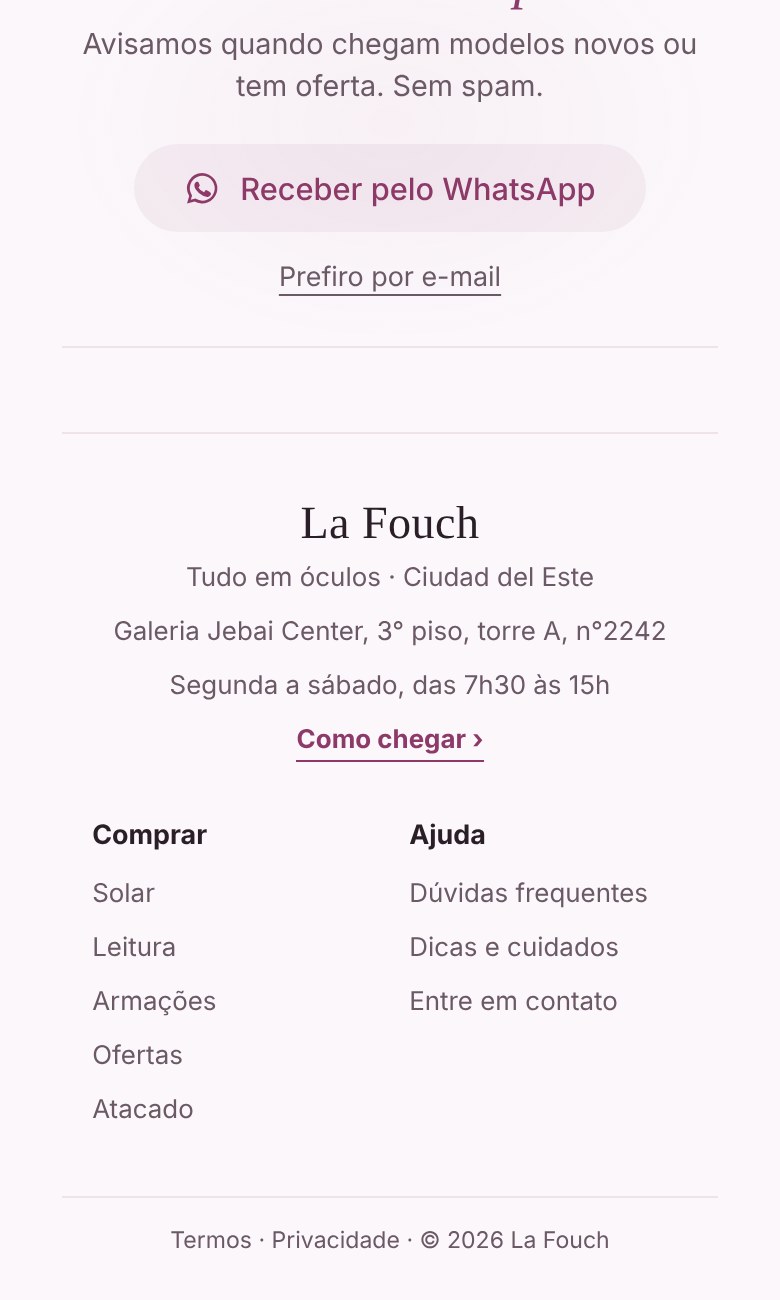 Avisamos quando chegam modelos novos ou
tem oferta. Sem spam.
Receber pelo WhatsApp
Prefiro por e-mail
La Fouch
Tudo em óculos · Ciudad del Este
Galeria Jebai Center, 3° piso, torre A, n°2242
Segunda a sábado, das 7h30 às 15h
Como chegar ›
Comprar
Solar
Leitura
Armações
Ofertas
Atacado
Ajuda
Dúvidas frequentes
Dicas e cuidados
Entre em contato
Termos · Privacidade · © 2026 La Fouch